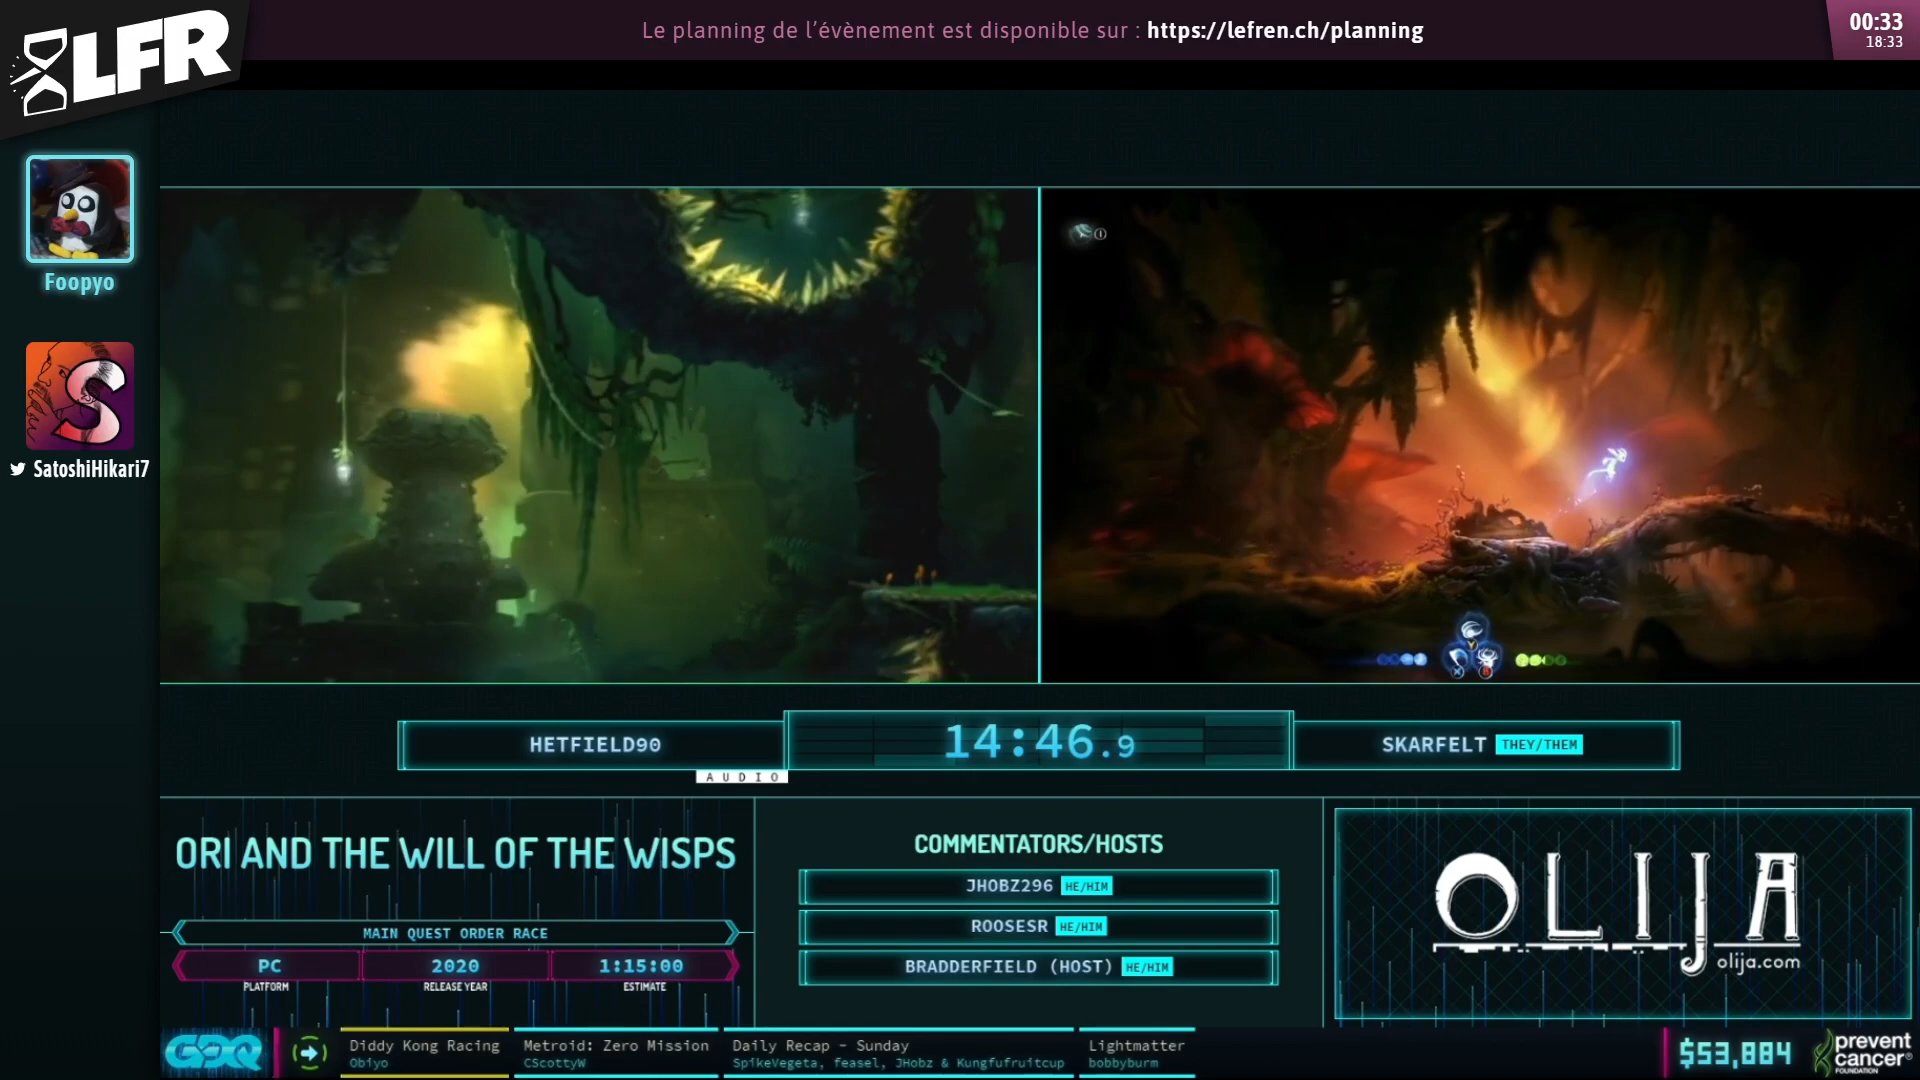 LFR
Le planning de l'évènement est disponible sur : https://lefren.ch/planning
00:33
18:33
Foopyo
S
SatoshiHikari7
HETFIELD90
14:46.9
SKARFELT THEY/THEM
AUDIO
ORI AND THE WILL OF THE WISPS
MAIN QUEST ORDER RACE
PC
2020
1:15:00
PLATFORM
RELEASE YEAR
ESTIMATE
COMMENTATORS/HOSTS
JHOBZ296 HE/HIM
ROOSESR HE/HIM
BRADDERFIELD (HOST) HE/HIM
OLIJA
olija.com
GDQ
Diddy Kong Racing
Obiyo
Metroid: Zero Mission
CScottyW
Daily Recap - Sunday
SpikeVegeta, feasel, JHobz & Kungfufruitcup
Lightmatter
bobbyburm
$53,884
prevent
cancer®
FOUNDATION